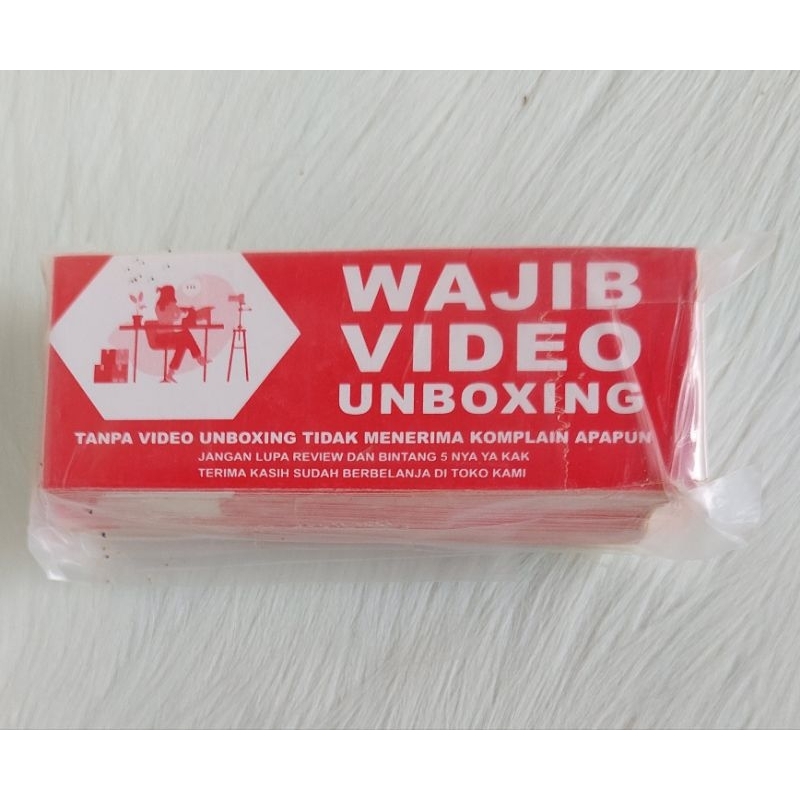 WAJIB
VIDEO
UNBOXING
TANPA VIDEO UNBOXING TIDAK MENERIMA KOMPLAIN APAPUN
JANGAN LUPA REVIEW DAN BINTANG 5 NYA YA KAK
TERIMA KASIH SUDAH BERBELANJA DI TOKO KAMI